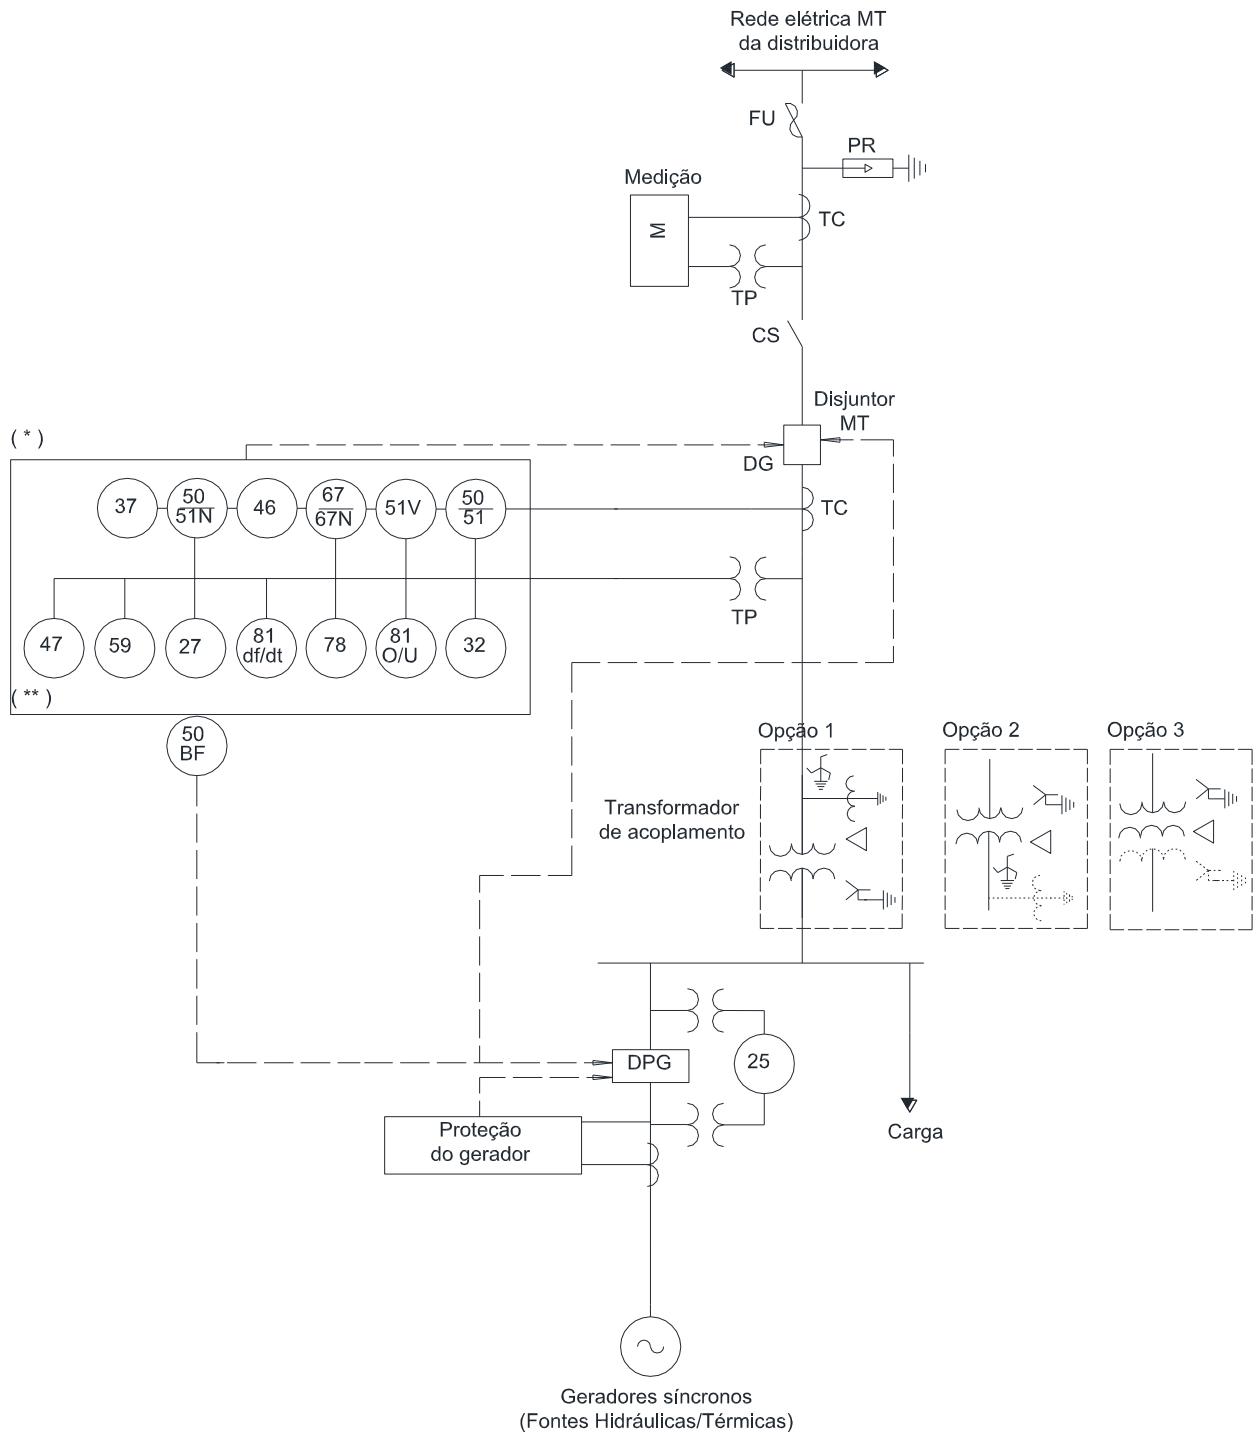 Rede elétrica MT
da distribuidora
FU
PR
Medição
M
TC
TP
CS
Disjuntor
MT
DG
( * )
37
50
51N
46
67
67N
51V
50
51
TC
TP
47
59
27
81
df/dt
78
81
O/U
32
( ** )
50
BF
Opção 1
Opção 2
Opção 3
Transformador
de acoplamento
DPG
25
Proteção
do gerador
Carga
Geradores síncronos
(Fontes Hidráulicas/Térmicas)